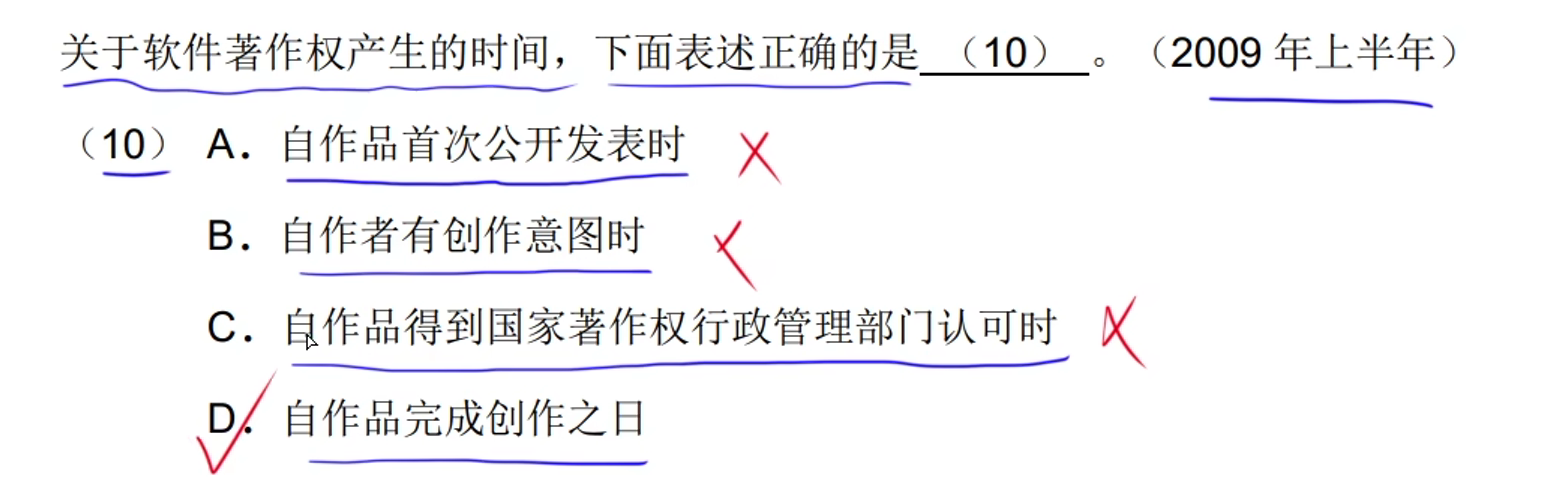 关于软件著作权产生的时间，下面表述正确的是 （10） 。（2009 年上半年）
（10） A．自作品首次公开发表时
B．自作者有创作意图时
C．自作品得到国家著作权行政管理部门认可时
D．自作品完成创作之日